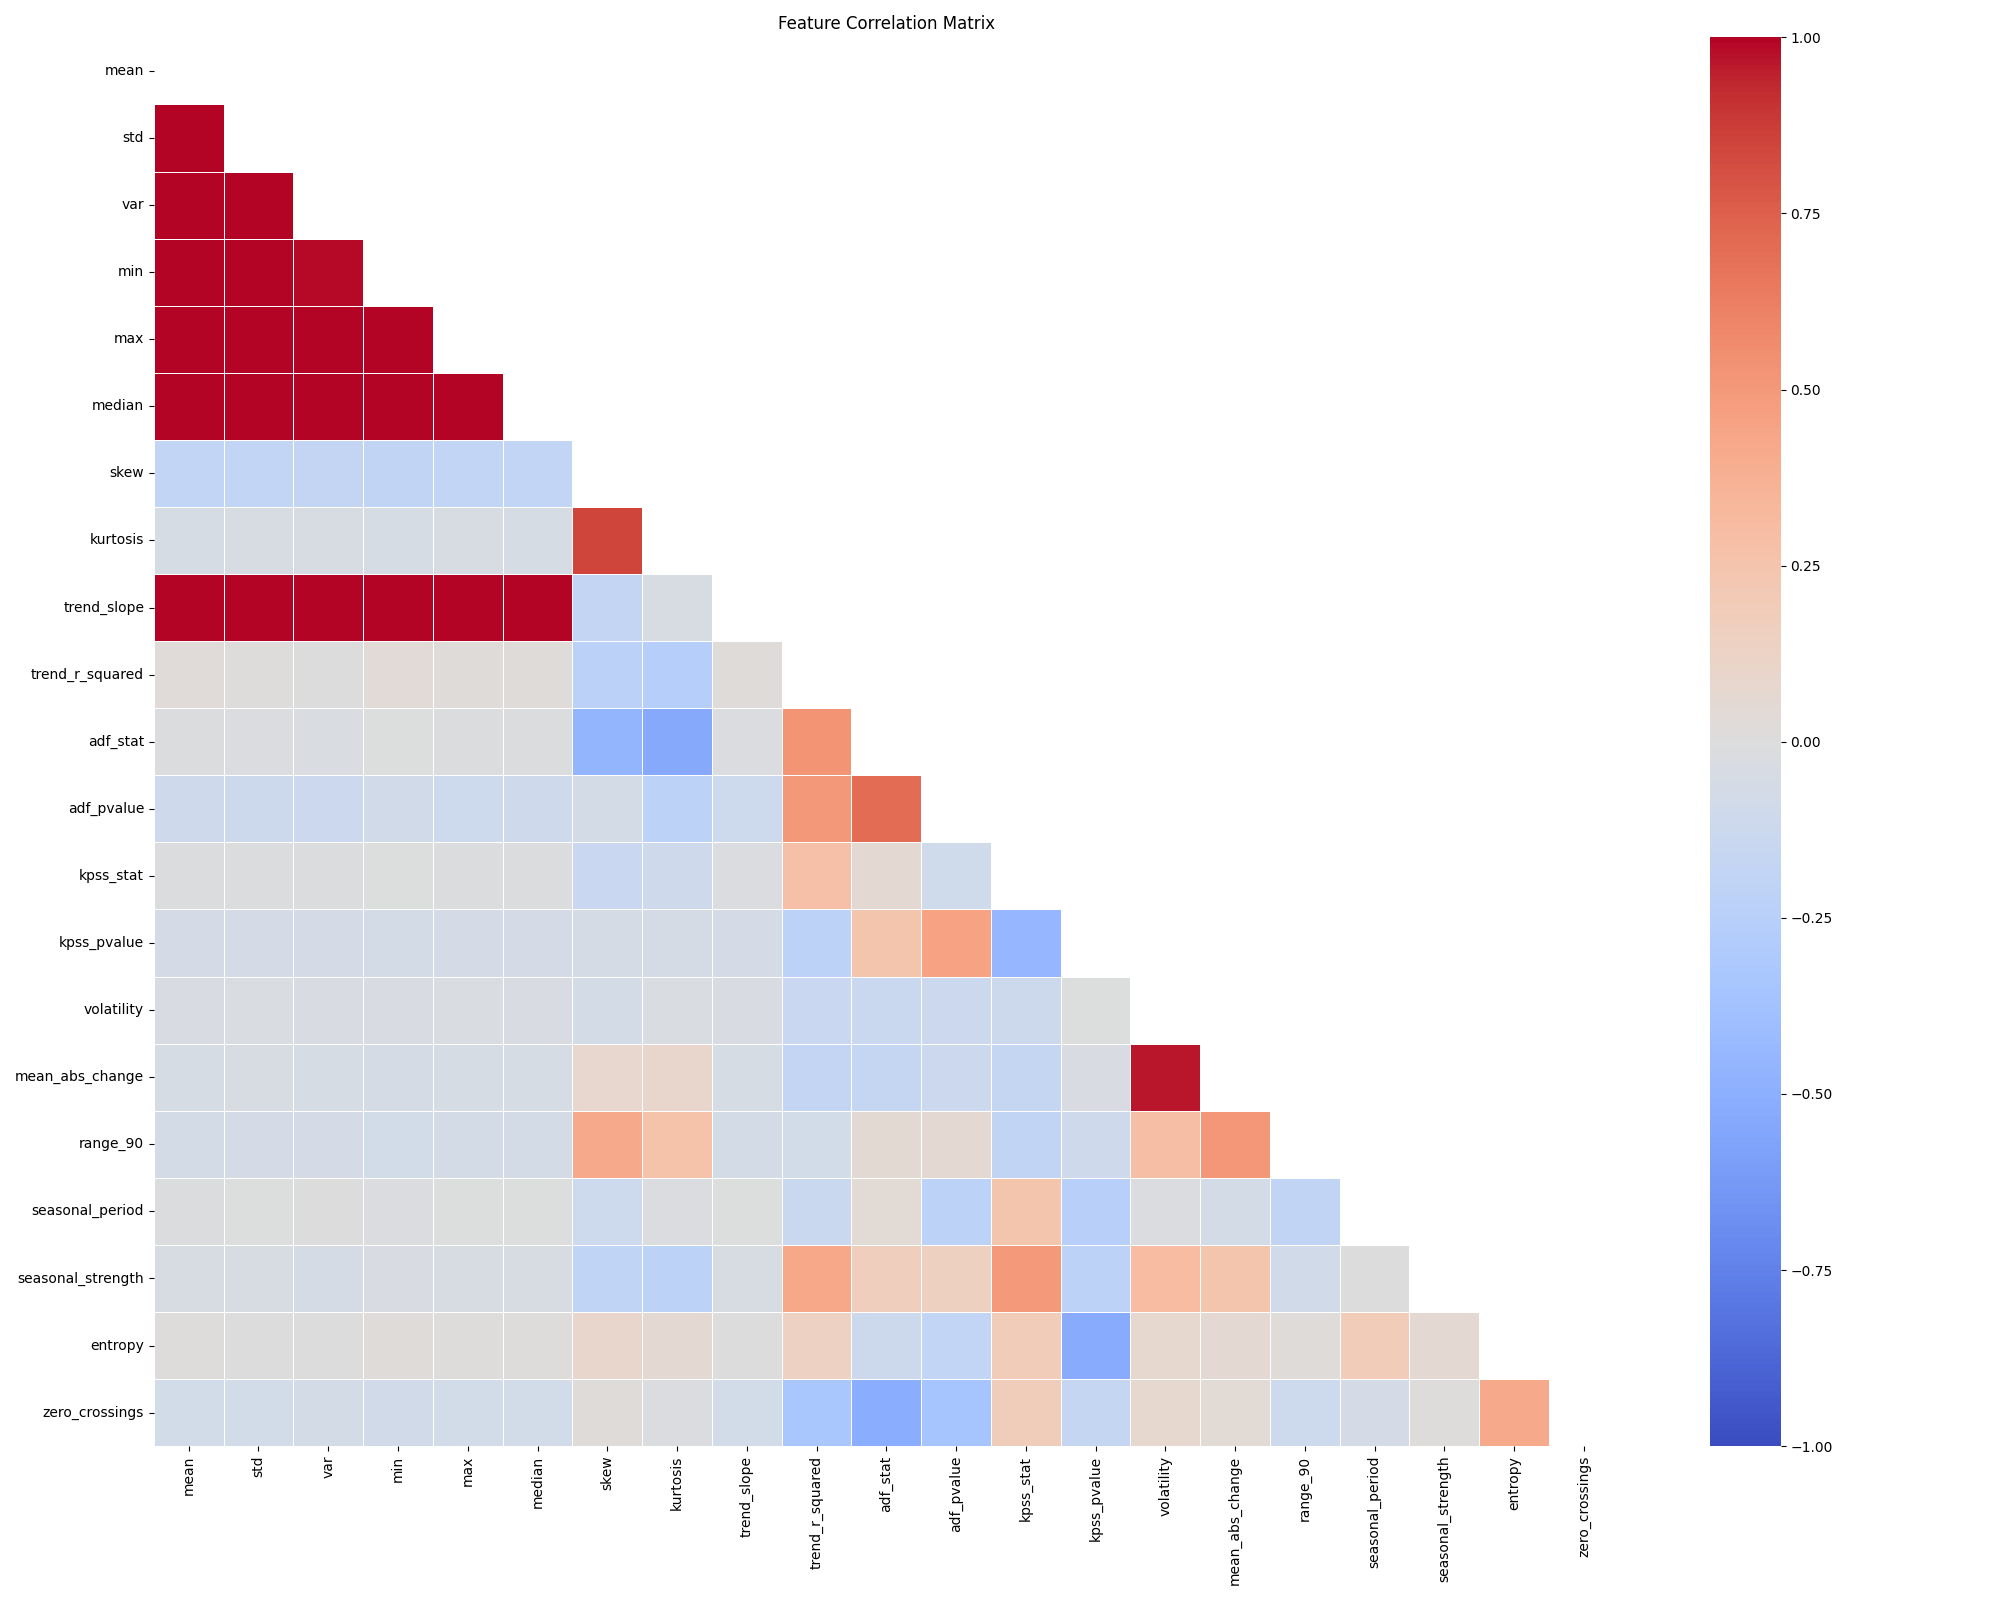 Feature Correlation Matrix
mean
std
var
min
max
median
skew
kurtosis
trend_slope
trend_r_squared
adf_stat
adf_pvalue
kpss_stat
kpss_pvalue
volatility
mean_abs_change
range_90
seasonal_period
seasonal_strength
entropy
zero_crossings
mean
std
var
min
max
median
skew
kurtosis
trend_slope
trend_r_squared
adf_stat
adf_pvalue
kpss_stat
kpss_pvalue
volatility
mean_abs_change
range_90
seasonal_period
seasonal_strength
entropy
zero_crossings
1.00
0.75
0.50
0.25
0.00
−0.25
−0.50
−0.75
−1.00